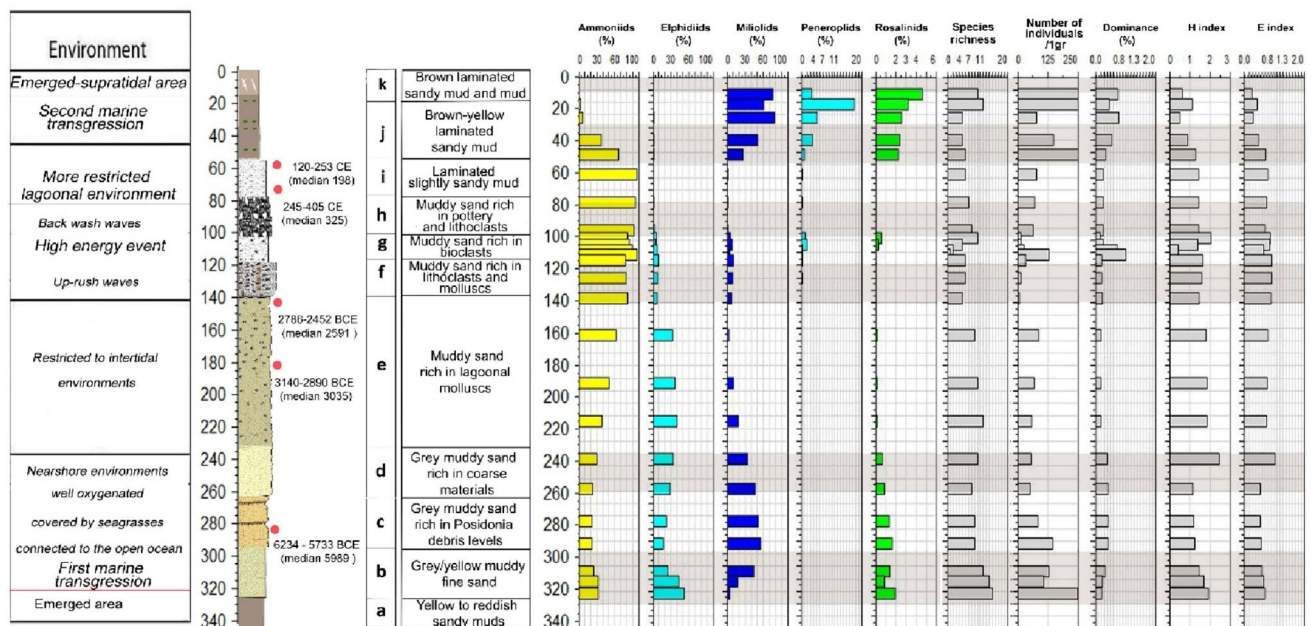 Environment
Emerged-supratidal area
Second marine
transgression
More restricted
lagoonal environment
Back wash waves
High energy event
Up-rush waves
Restricted to intertidal
environments
Nearshore environments
well oxygenated
covered by seagrasses
connected to the open ocean
First marine
transgression
Emerged area
0
20
40
60
80
100
120
140
160
180
200
220
240
260
280
300
320
340
120-253 CE
(median 198)
245-405 CE
(median 325)
2786-2452 BCE
(median 2591 )
3140-2890 BCE
(median 3035)
6234 - 5733 BCE
(median 5989 )
k
j
i
h
g
f
e
d
c
b
a
Brown laminated
sandy mud and mud
Brown-yellow
laminated
sandy mud
Laminated
slightly sandy mud
Muddy sand rich
in pottery
and lithoclasts
Muddy sand rich in
bioclasts
Muddy sand rich in
lithoclasts and
molluscs
Muddy sand
rich in lagoonal
molluscs
Grey muddy sand
rich in coarse
materials
Grey muddy sand
rich in Posidonia
debris levels
Grey/yellow muddy
fine sand
Yellow to reddish
sandy muds
Ammoniids
(%)
0 30 60 100
Elphidiids
(%)
0 30 60 100
Miliolids
(%)
0 30 60 100
Peneroplids
(%)
0 4 7 11 20
Rosalinids
(%)
0 2 3 4 6
Species
richness
0 4 7 11 20
Number of
individuals
/1gr
0 125 250
Dominance
(%)
0.0 0.8 1.3 2.0
H index
0 1 2 3
E index
0.0 0.8 1.3 2.0
0
20
40
60
80
100
120
140
160
180
200
220
240
260
280
300
320
340